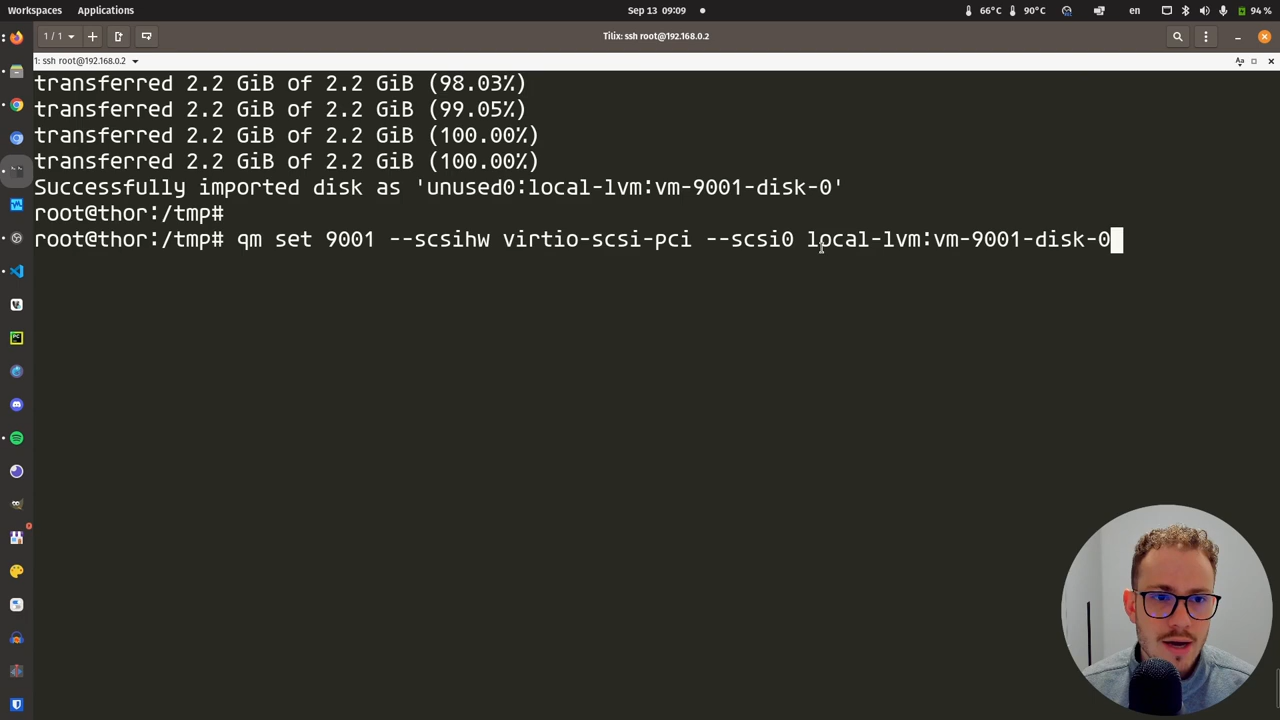 Workspaces Applications Sep 13 09:09 66°C 90°C en 94 %
1 / 1 Tilix: ssh root@192.168.0.2
1: ssh root@192.168.0.2
transferred 2.2 GiB of 2.2 GiB (98.03%)
transferred 2.2 GiB of 2.2 GiB (99.05%)
transferred 2.2 GiB of 2.2 GiB (100.00%)
transferred 2.2 GiB of 2.2 GiB (100.00%)
Successfully imported disk as 'unused0:local-lvm:vm-9001-disk-0'
root@thor:/tmp#
root@thor:/tmp# qm set 9001 --scsihw virtio-scsi-pci --scsi0 local-lvm:vm-9001-disk-0